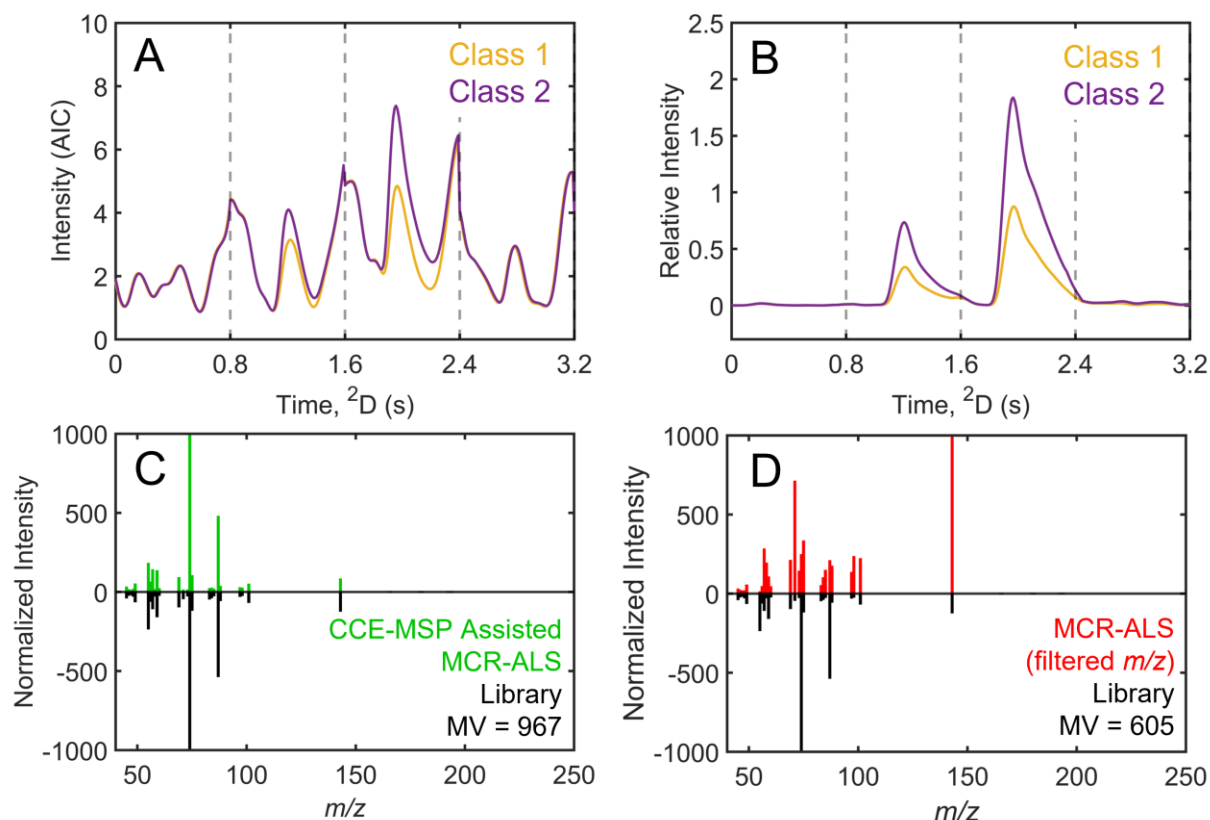 A
Class 1
Class 2
Intensity (AIC)
10
8
6
4
2
0
0
0.8
1.6
2.4
3.2
Time, ²D (s)
B
Class 1
Class 2
Relative Intensity
2.5
2
1.5
1
0.5
0
0
0.8
1.6
2.4
3.2
Time, ²D (s)
C
Normalized Intensity
1000
500
0
-500
-1000
CCE-MSP Assisted
MCR-ALS
Library
MV = 967
50
100
150
200
250
m/z
D
Normalized Intensity
1000
500
0
-500
-1000
MCR-ALS
(filtered m/z)
Library
MV = 605
50
100
150
200
250
m/z